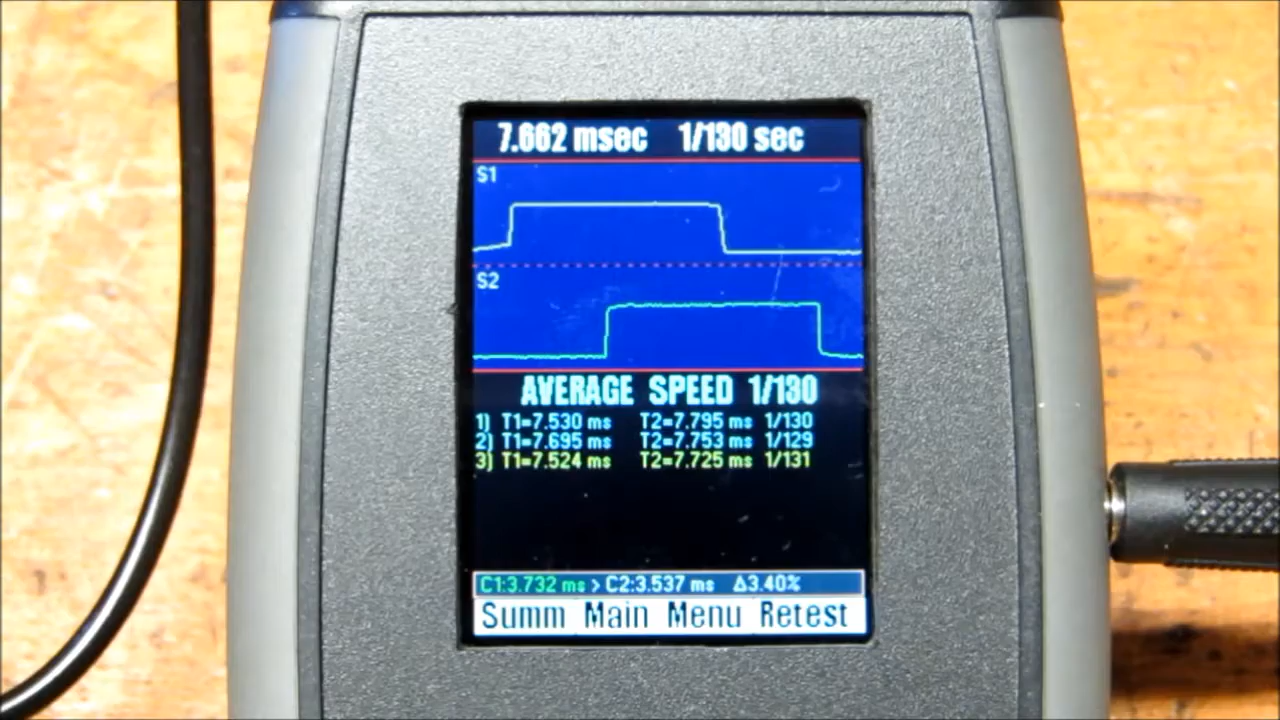 7.662 msec 1/130 sec
S1
S2
AVERAGE SPEED 1/130
1) T1=7.530 ms T2=7.795 ms 1/130
2) T1=7.695 ms T2=7.753 ms 1/129
3) T1=7.524 ms T2=7.725 ms 1/131
C1:3.732 ms > C2:3.537 ms Δ3.40%
Summ Main Menu Retest